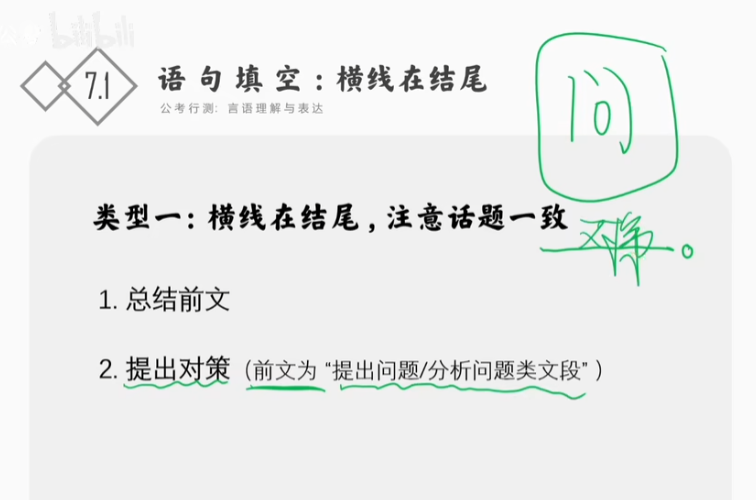 bilibili
7.1
语句填空：横线在结尾
公考行测：言语理解与表达
问
类型一：横线在结尾，注意话题一致
对策。
1. 总结前文
2. 提出对策（前文为 “提出问题/分析问题类文段” ）